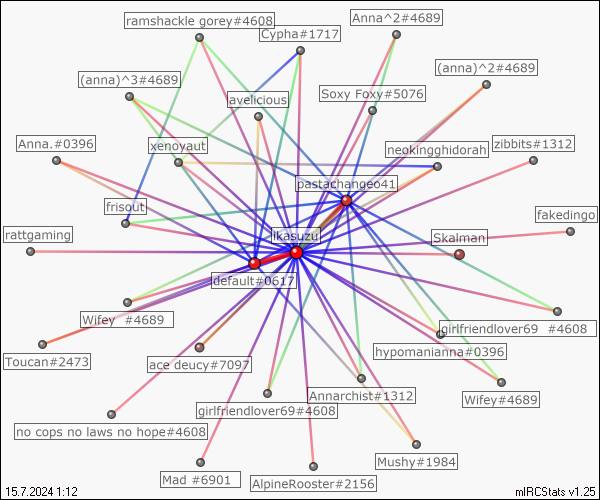 ramshackle gorey#4608
Anna^2#4689
Cypha#1717
(anna)^3#4689
(anna)^2#4689
Soxy Foxy#5076
avelicious
Anna.#0396
xenoyaut
neokingghidorah
zibbits#1312
pastachangeo41
frisout
fakedingo
rattgaming
lkasuzu
Skalman
default#0617
Wifey #4689
girlfriendlover69 #4608
Toucan#2473
ace deucy#7097
hypomanianna#0396
Annarchist#1312
Wifey#4689
girlfriendlover69#4608
no cops no laws no hope#4608
Mushy#1984
Mad #6901
AlpineRooster#2156
15.7.2024 1:12
mIRCStats v1.25